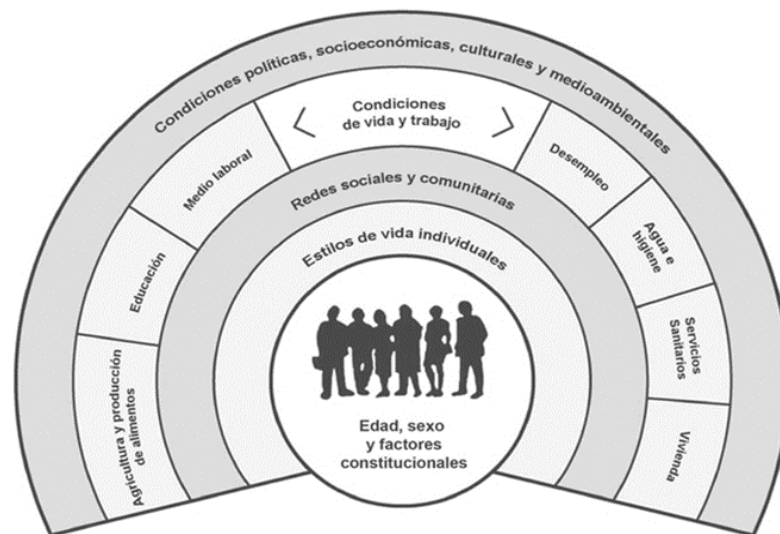 Condiciones políticas, socioeconómicas, culturales y medioambientales
Condiciones
de vida y trabajo
Agricultura y producción
de alimentos
Educación
Medio laboral
Desempleo
Agua e
higiene
Servicios
Sanitarios
Vivienda
Redes sociales y comunitarias
Estilos de vida individuales
Edad, sexo
y factores
constitucionales